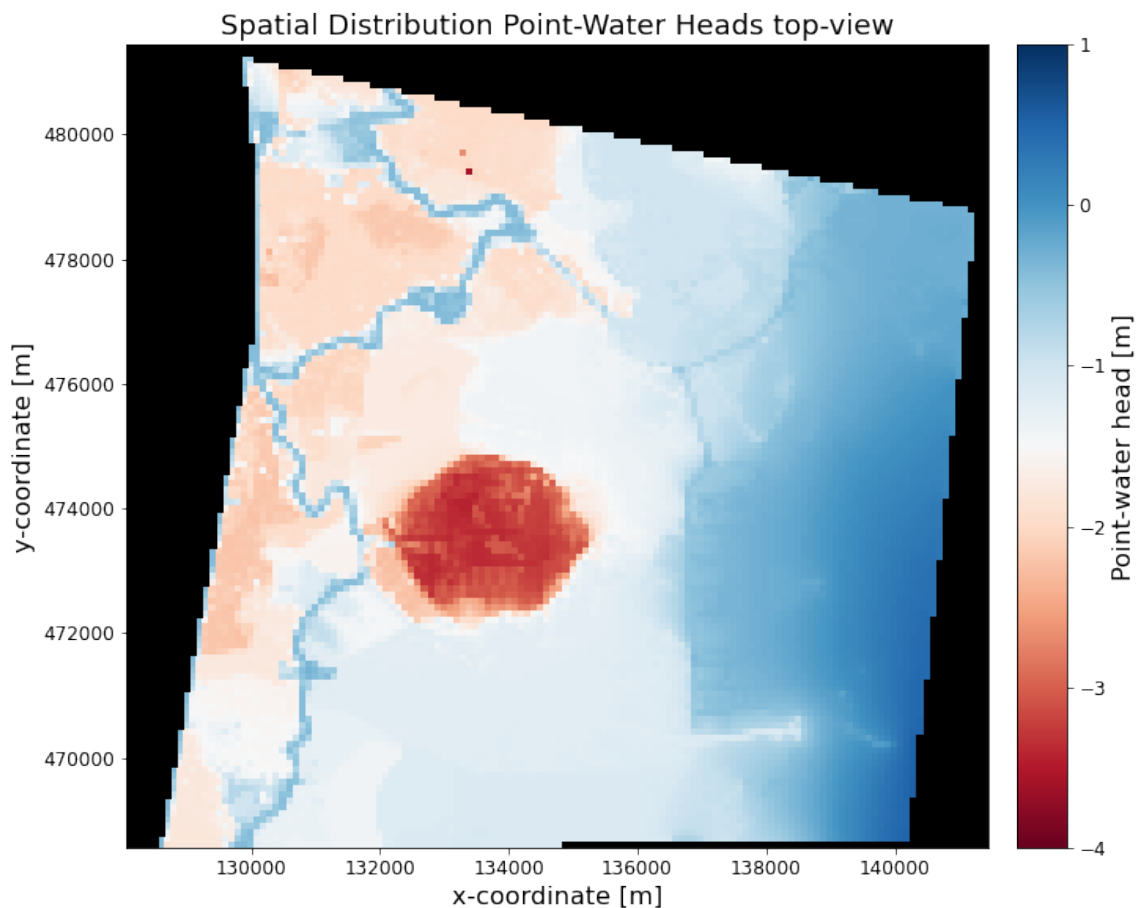 Spatial Distribution Point-Water Heads top-view
y-coordinate [m]
480000
478000
476000
474000
472000
470000
130000 132000 134000 136000 138000 140000
x-coordinate [m]
1
0
−1
−2
−3
−4
Point-water head [m]